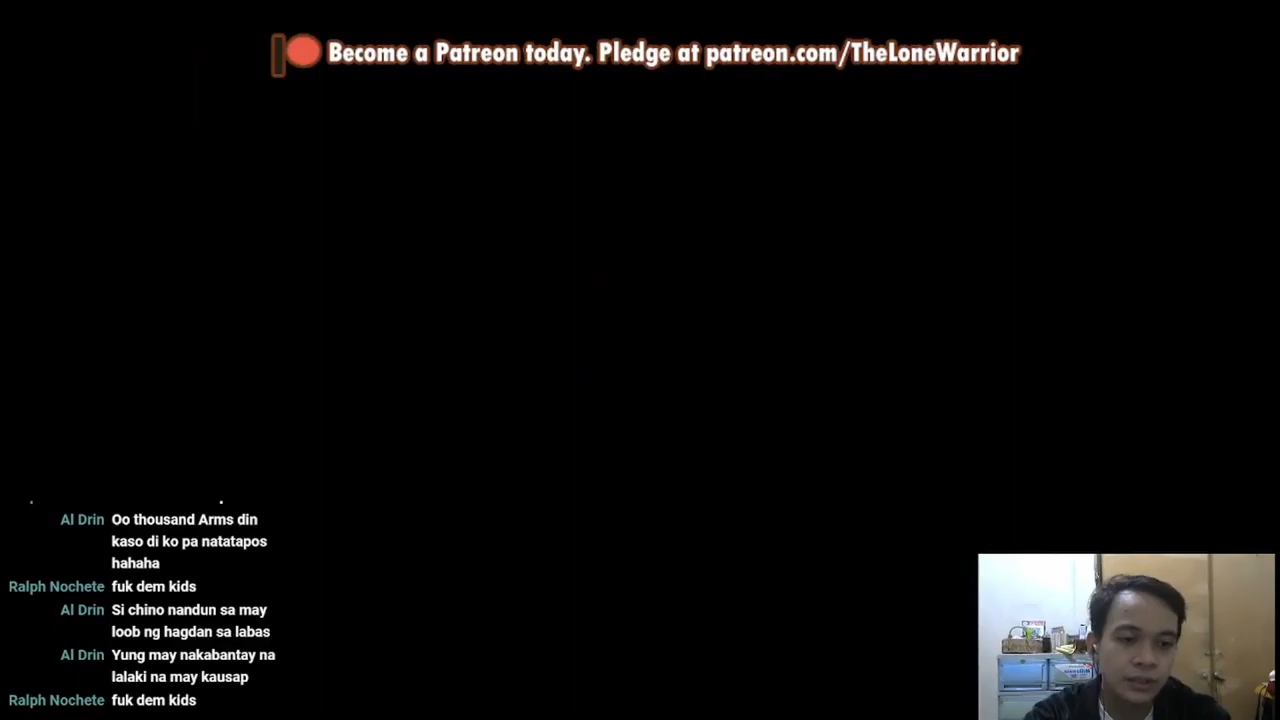 Become a Patreon today. Pledge at patreon.com/TheLoneWarrior
Al Drin Oo thousand Arms din
kaso di ko pa natatapos
hahaha
Ralph Nochete fuk dem kids
Al Drin Si chino nandun sa may
loob ng hagdan sa labas
Al Drin Yung may nakabantay na
lalaki na may kausap
Ralph Nochete fuk dem kids